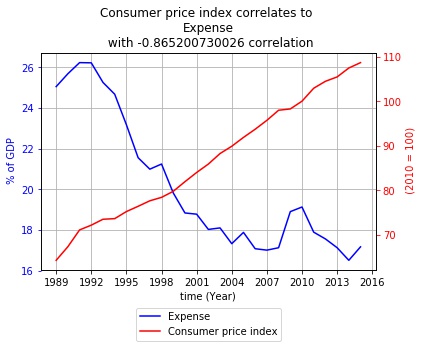 Consumer price index correlates to
Expense
with -0.865200730026 correlation
26
24
22
20
18
16
% of GDP
110
100
90
80
70
(2010 = 100)
1989 1992 1995 1998 2001 2004 2007 2010 2013 2016
time (Year)
Expense
Consumer price index